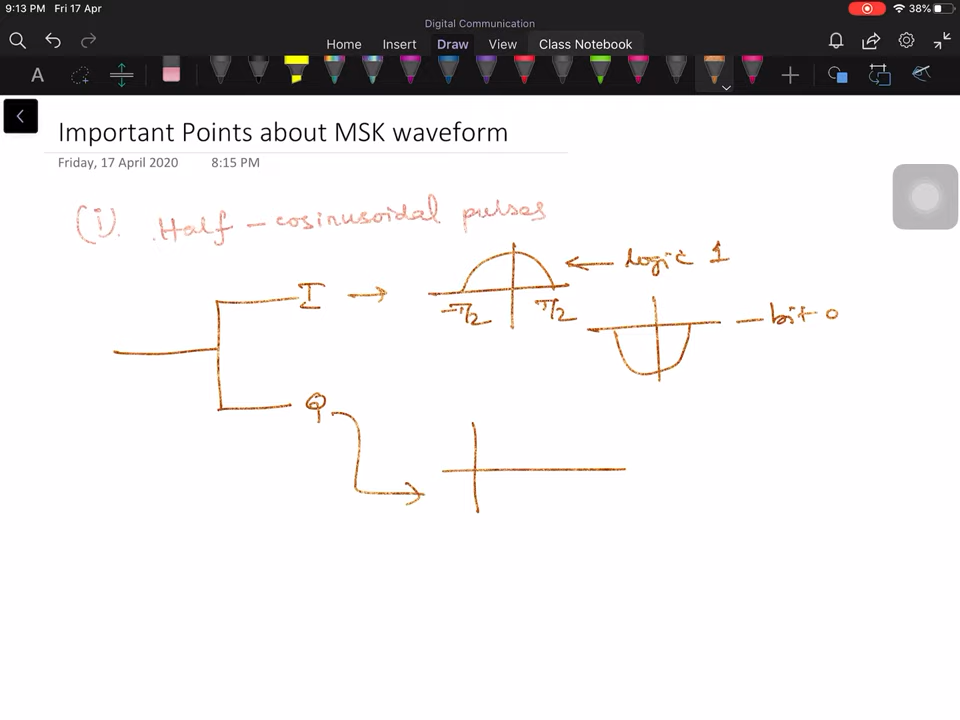 9:13 PM Fri 17 Apr
38%
Digital Communication
Home Insert Draw View Class Notebook
A
Important Points about MSK waveform
Friday, 17 April 2020 8:15 PM
(i). Half - cosinusoidal pulses
I → ← Logic 1
-π/2 π/2
- bit 0
Q